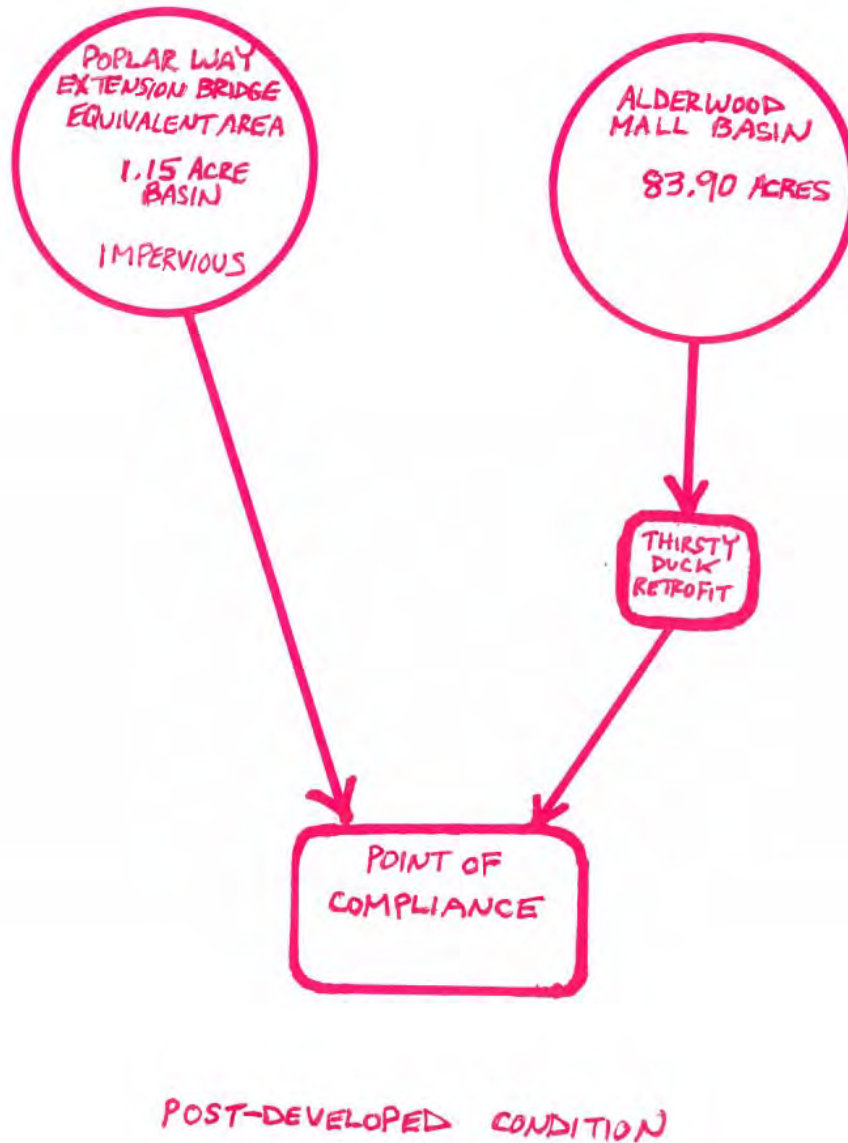 POPLAR WAY
EXTENSION BRIDGE
EQUIVALENT AREA
1.15 ACRE
BASIN
IMPERVIOUS
ALDERWOOD
MALL BASIN
83.90 ACRES
THIRSTY
DUCK
RETROFIT
POINT OF
COMPLIANCE
POST-DEVELOPED CONDITION